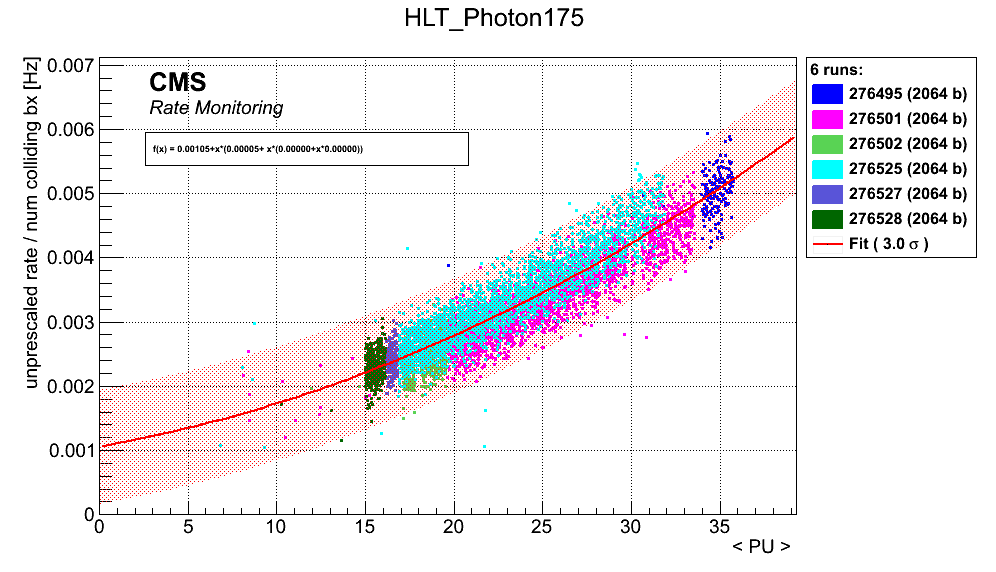 HLT_Photon175
unprescaled rate / num colliding bx [Hz]
0.007
0.006
0.005
0.004
0.003
0.002
0.001
0
CMS
Rate Monitoring
f(x) = 0.00105+x*(0.00005+ x*(0.00000+x*0.00000))
0 5 10 15 20 25 30 35
< PU >
6 runs:
276495 (2064 b)
276501 (2064 b)
276502 (2064 b)
276525 (2064 b)
276527 (2064 b)
276528 (2064 b)
Fit ( 3.0 σ )